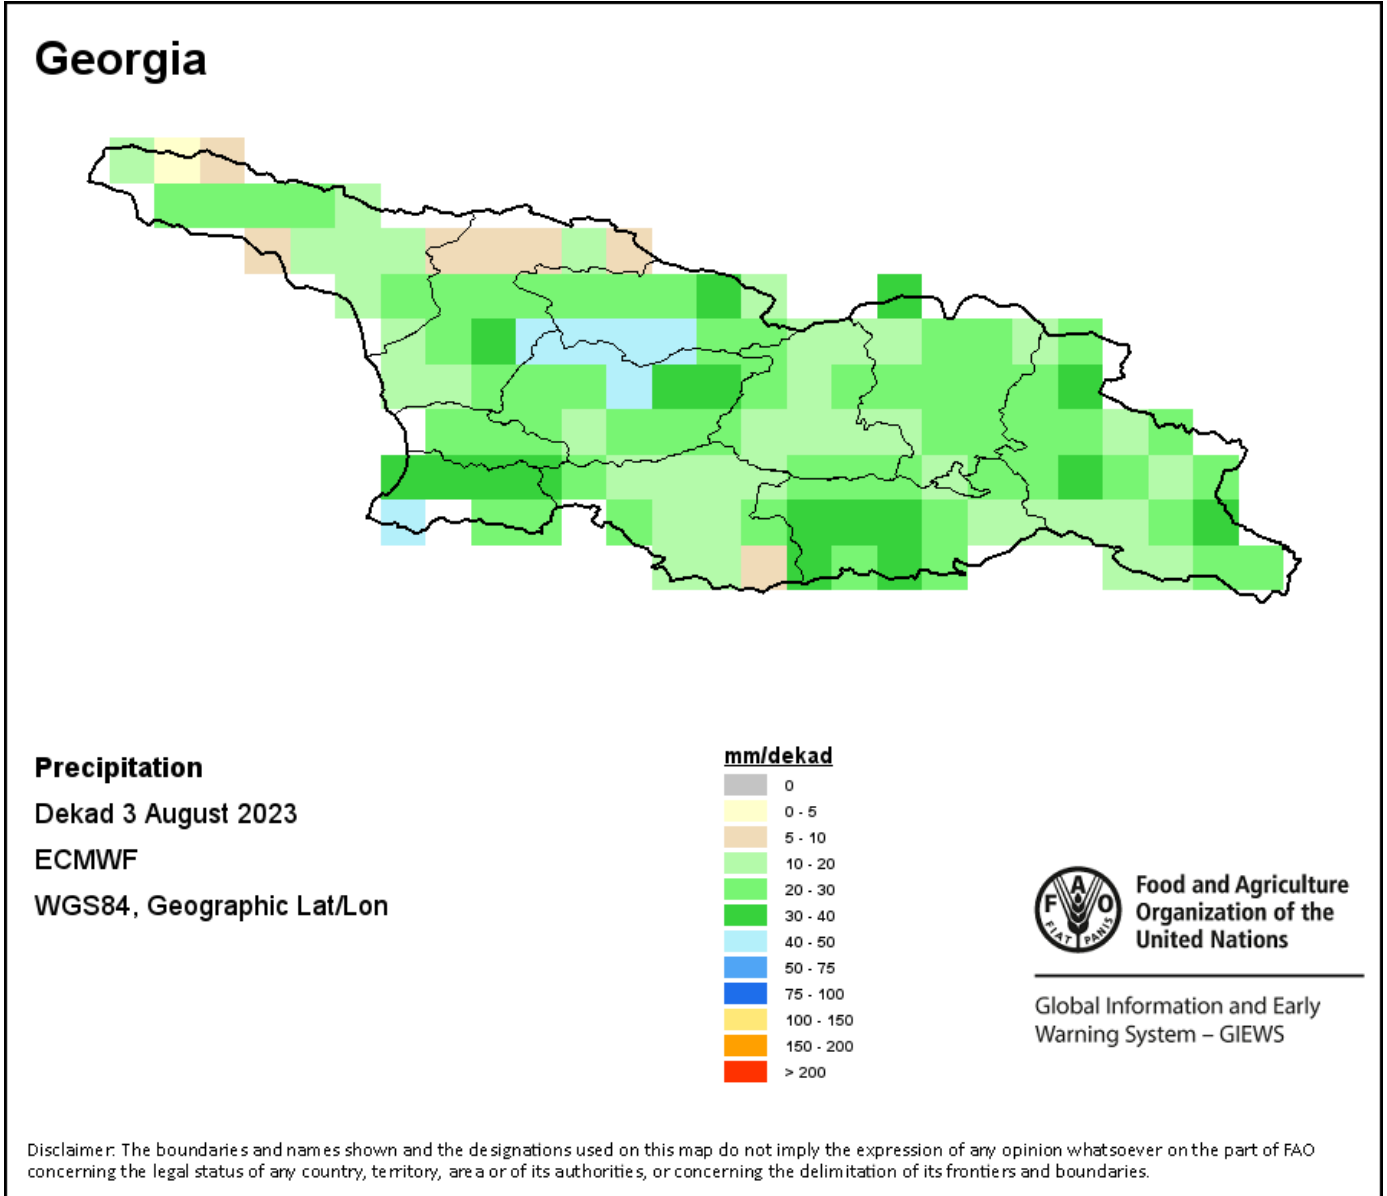 Georgia
Precipitation
Dekad 3 August 2023
ECMWF
WGS84, Geographic Lat/Lon
mm/dekad
0
0 - 5
5 - 10
10 - 20
20 - 30
30 - 40
40 - 50
50 - 75
75 - 100
100 - 150
150 - 200
> 200
F A O
FIAT PANIS
Food and Agriculture
Organization of the
United Nations
Global Information and Early
Warning System – GIEWS
Disclaimer: The boundaries and names shown and the designations used on this map do not imply the expression of any opinion whatsoever on the part of FAO
concerning the legal status of any country, territory, area or of its authorities, or concerning the delimitation of its frontiers and boundaries.